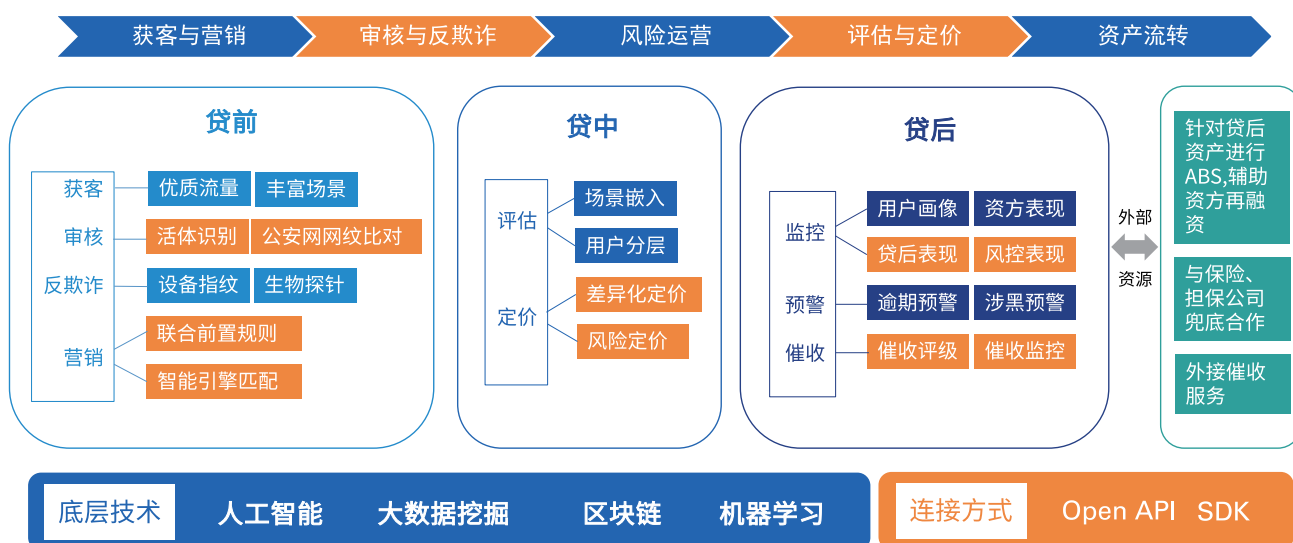 获客与营销
审核与反欺诈
风险运营
评估与定价
资产流转
贷前
获客
优质流量
丰富场景
审核
活体识别
公安网网纹比对
反欺诈
设备指纹
生物探针
营销
联合前置规则
智能引擎匹配
贷中
评估
场景嵌入
用户分层
定价
差异化定价
风险定价
贷后
监控
用户画像
资方表现
贷后表现
风控表现
预警
逾期预警
涉黑预警
催收
催收评级
催收监控
外部
资源
针对贷后
资产进行
ABS,辅助
资方再融
资
与保险、
担保公司
兜底合作
外接催收
服务
底层技术
人工智能
大数据挖掘
区块链
机器学习
连接方式
Open API
SDK